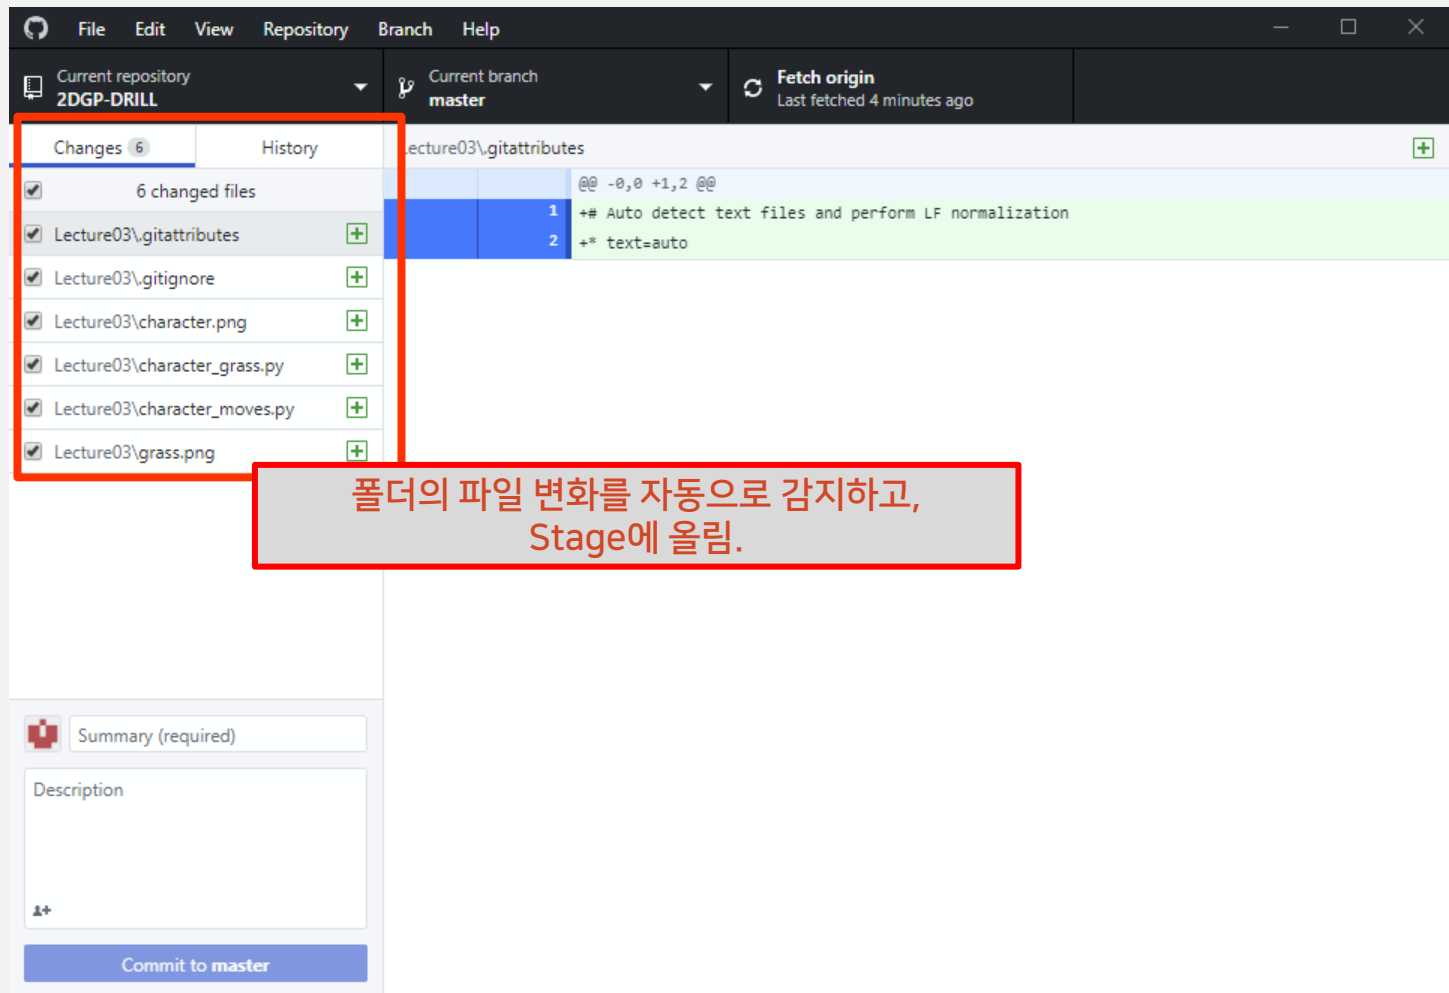 File Edit View Repository Branch Help
Current repository
2DGP-DRILL
Current branch
master
Fetch origin
Last fetched 4 minutes ago
Changes 6
History
6 changed files
Lecture03\.gitattributes
Lecture03\.gitignore
Lecture03\character.png
Lecture03\character_grass.py
Lecture03\character_moves.py
Lecture03\grass.png
ecture03\.gitattributes
@@ -0,0 +1,2 @@
1 +# Auto detect text files and perform LF normalization
2 +* text=auto
폴더의 파일 변화를 자동으로 감지하고,
Stage에 올림.
Summary (required)
Description
Commit to master